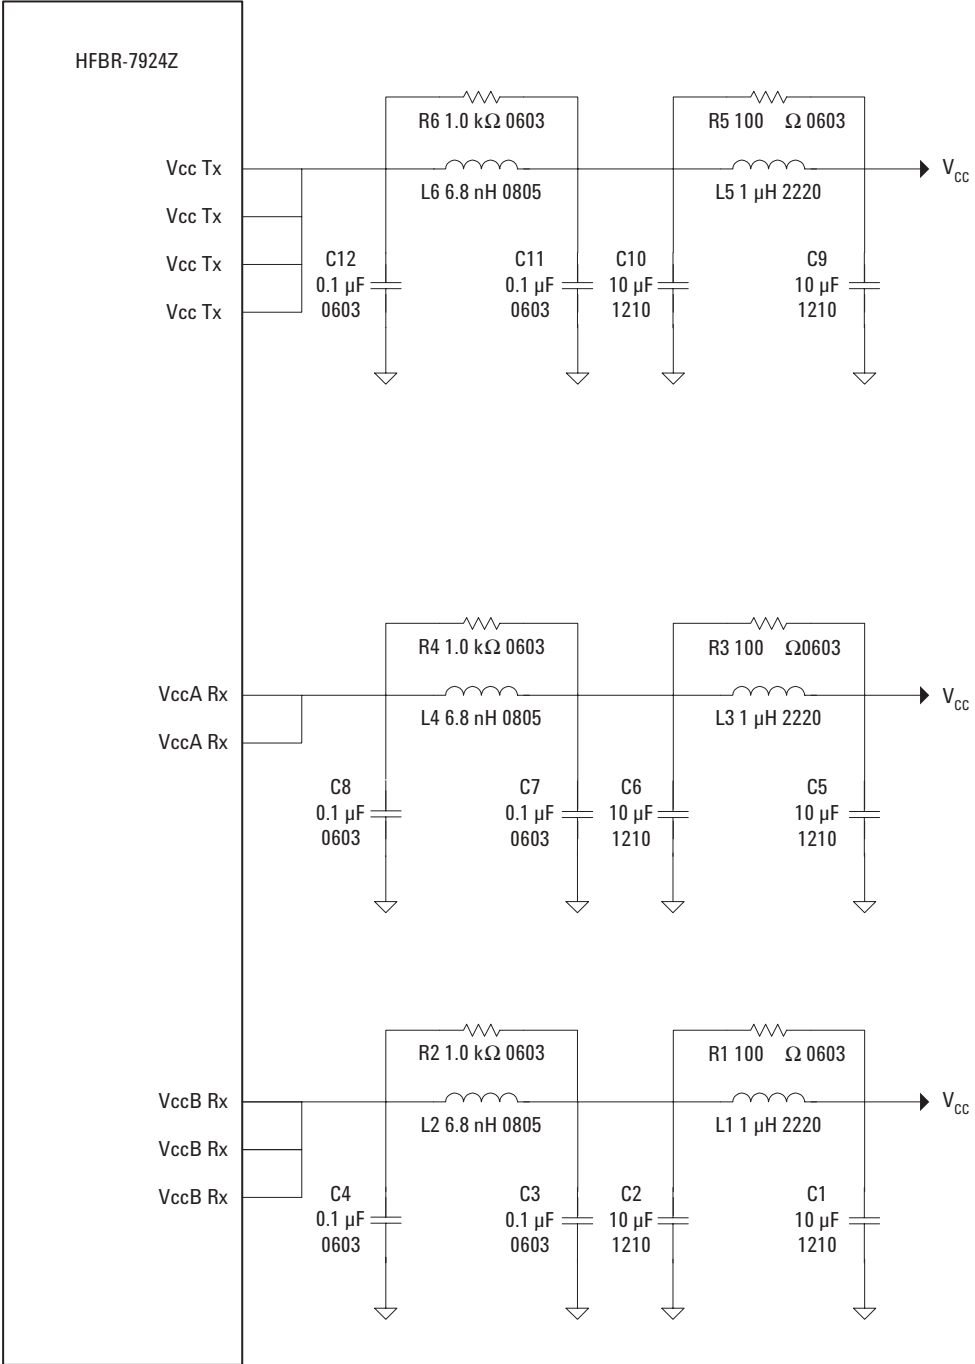 HFBR-7924Z
R6 1.0 kΩ 0603
R5 100 Ω 0603
Vcc Tx
V_CC
L6 6.8 nH 0805
L5 1 µH 2220
Vcc Tx
Vcc Tx
Vcc Tx
C12
0.1 µF
0603
C11
0.1 µF
0603
C10
10 µF
1210
C9
10 µF
1210
R4 1.0 kΩ 0603
R3 100 Ω0603
VccA Rx
V_CC
L4 6.8 nH 0805
L3 1 µH 2220
VccA Rx
C8
0.1 µF
0603
C7
0.1 µF
0603
C6
10 µF
1210
C5
10 µF
1210
R2 1.0 kΩ 0603
R1 100 Ω 0603
VccB Rx
V_CC
L2 6.8 nH 0805
L1 1 µH 2220
VccB Rx
VccB Rx
C4
0.1 µF
0603
C3
0.1 µF
0603
C2
10 µF
1210
C1
10 µF
1210